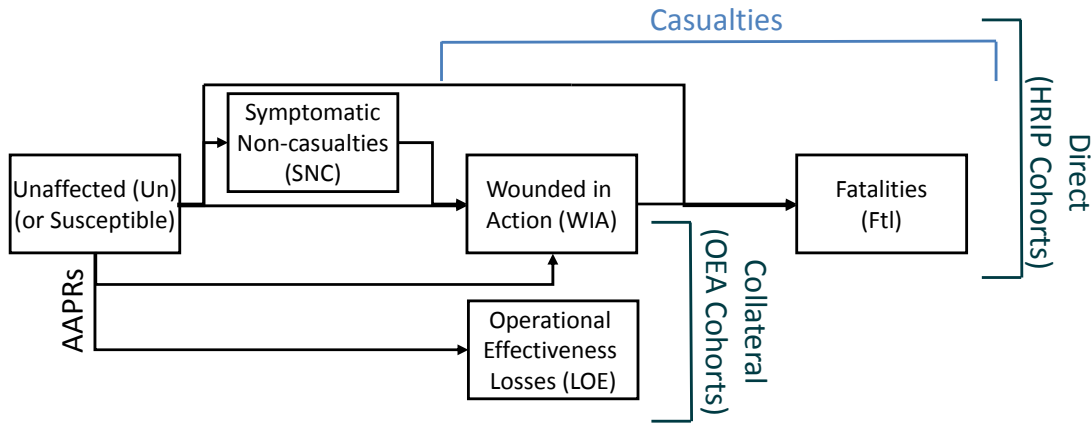 Casualties
Symptomatic
Non-casualties
(SNC)
Unaffected (Un)
(or Susceptible)
Wounded in
Action (WIA)
Fatalities
(Ftl)
Direct
(HRIP Cohorts)
AAPRs
Operational
Effectiveness
Losses (LOE)
Collateral
(OEA Cohorts)